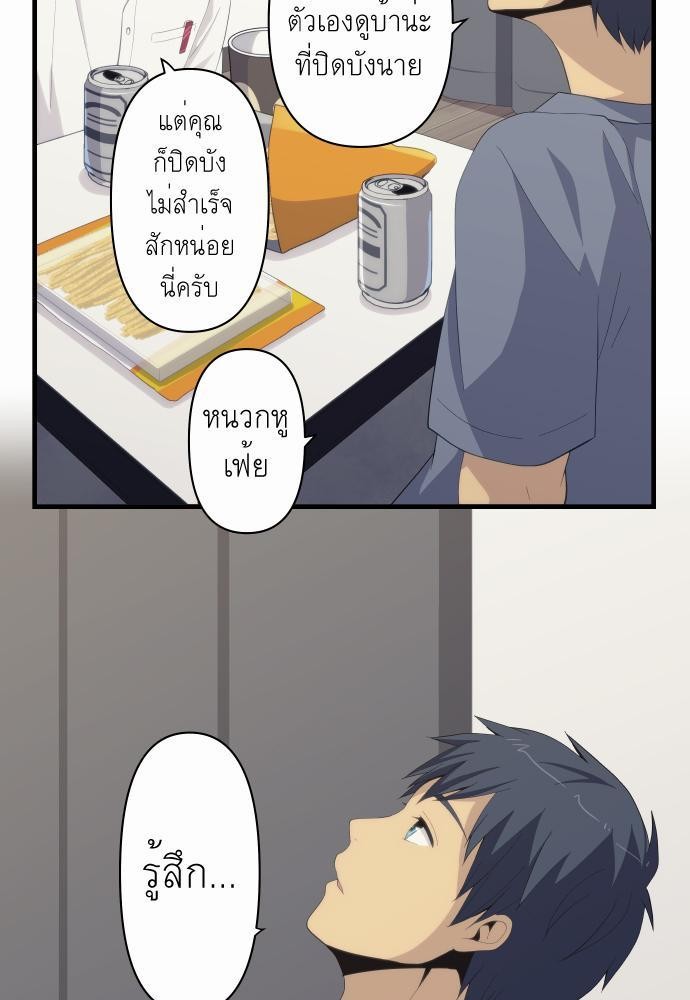 ตัวเองดูบ้าน่ะ
ที่ปิดบังนาย
แต่คุณ
ก็ปิดบัง
ไม่สำเร็จ
สักหน่อย
นี่ครับ
หนวกหู
เฟ้ย
รู้สึก...